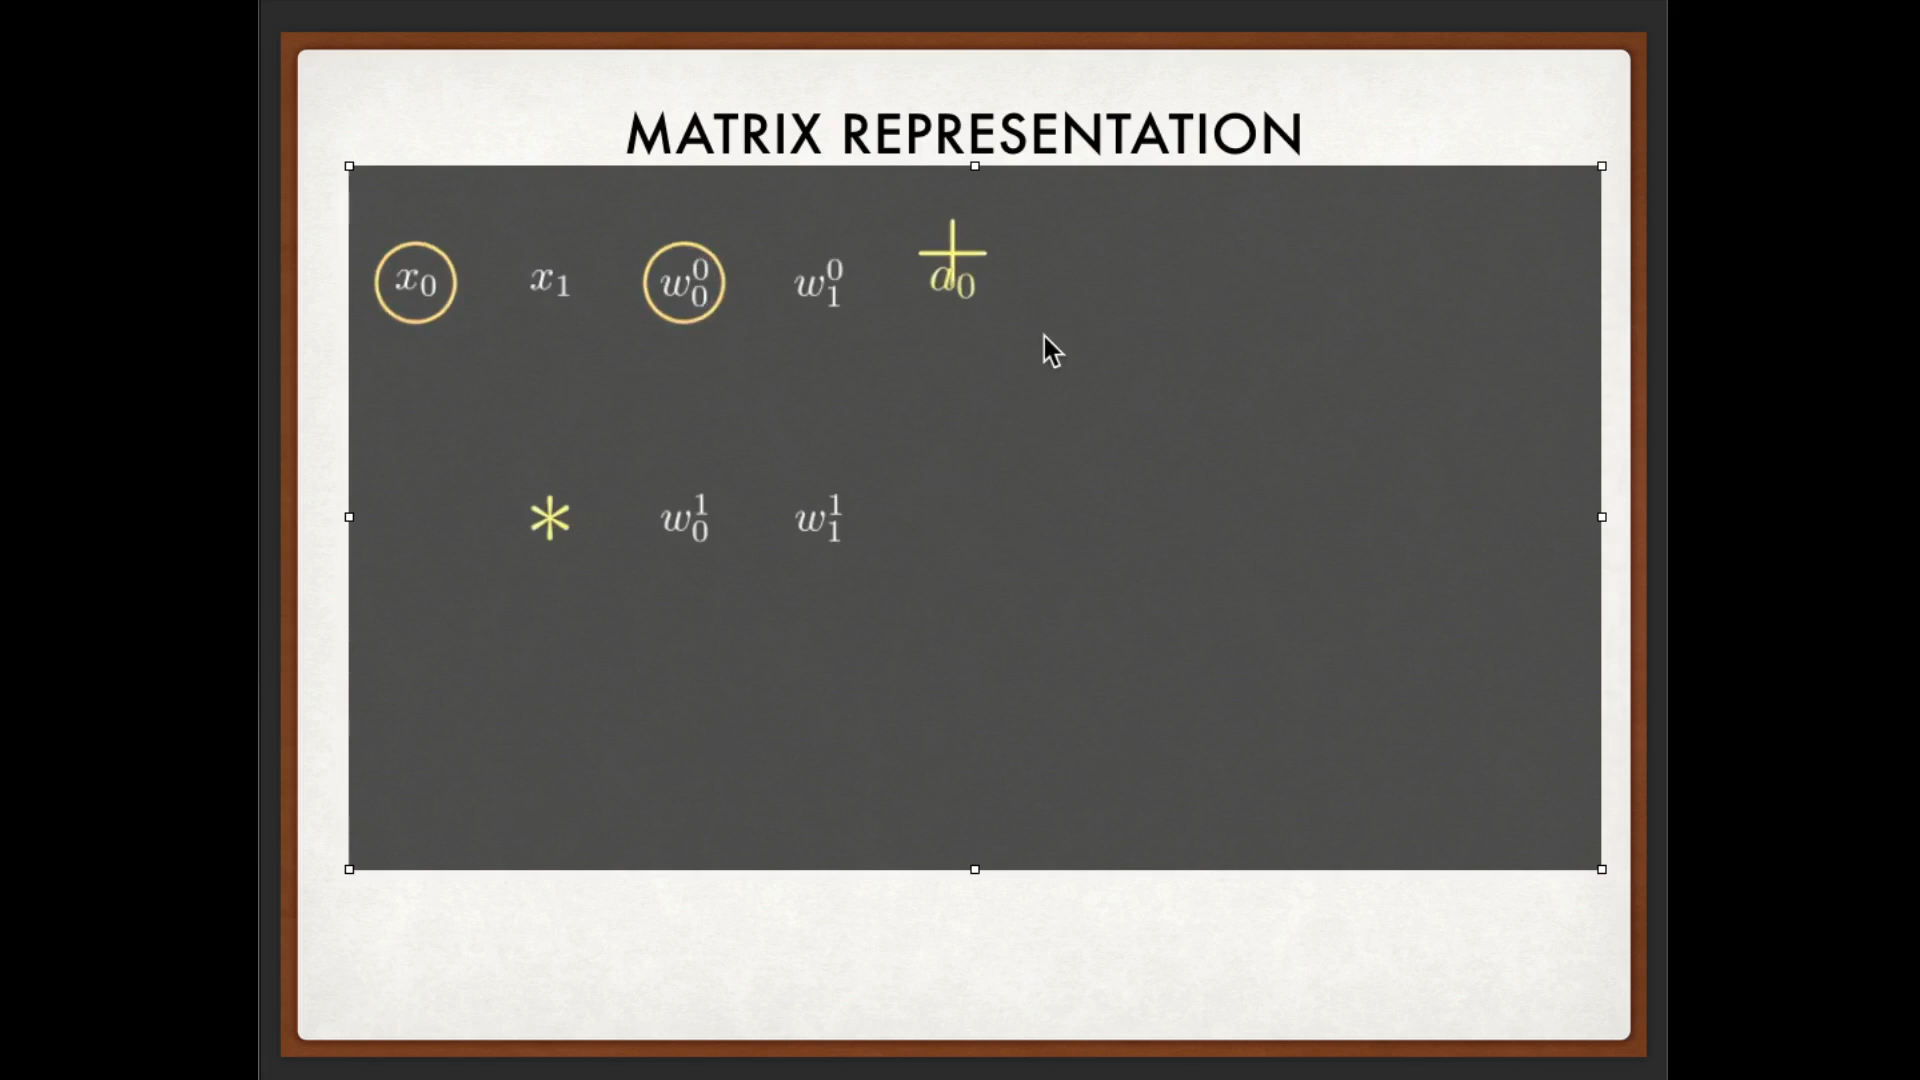 MATRIX REPRESENTATION
x₀ x₁ w₀⁰ w₁⁰ + a₀
* w₀¹ w₁¹